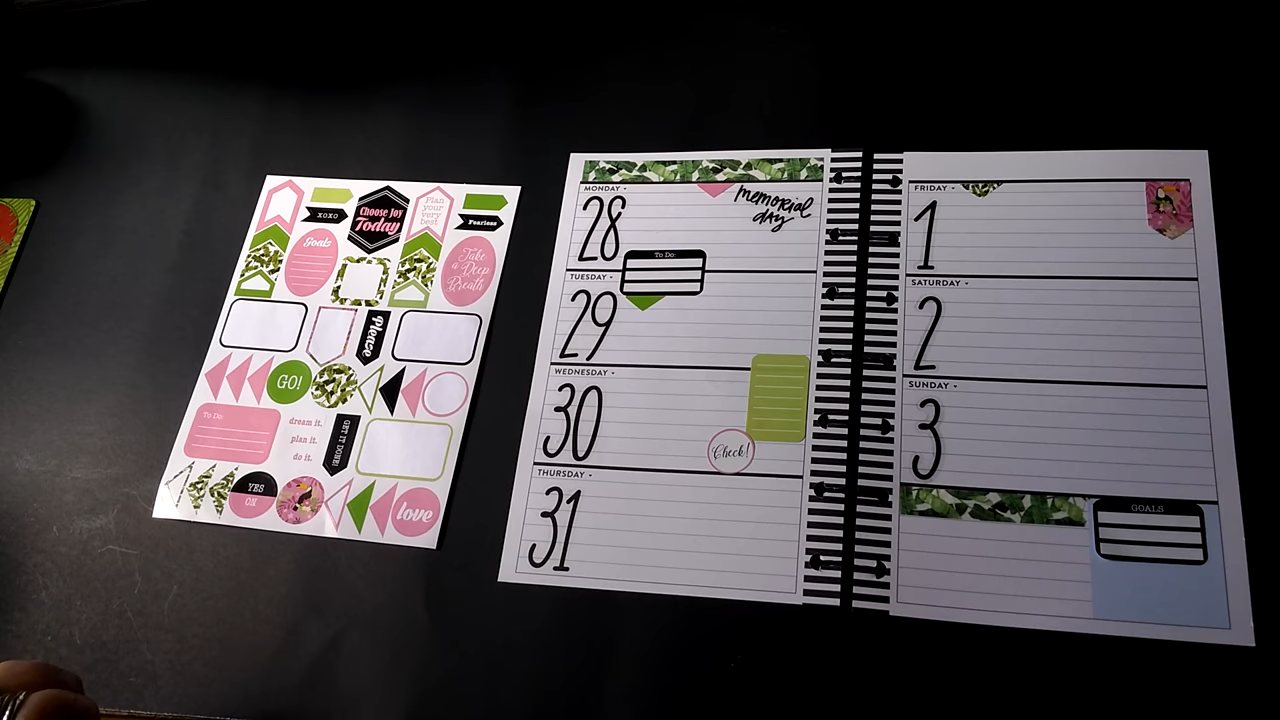 xoxo
Choose Joy
Today
Plan
your
very
best
Fearless
Goals
Take
a Deep
Breath
Please
GO!
To Do:
dream it.
plan it.
do it.
GET IT DONE!
YES
love
MONDAY
28
memorial
day
To Do:
TUESDAY
29
WEDNESDAY
30
Check!
THURSDAY
31
FRIDAY
1
SATURDAY
2
SUNDAY
3
GOALS